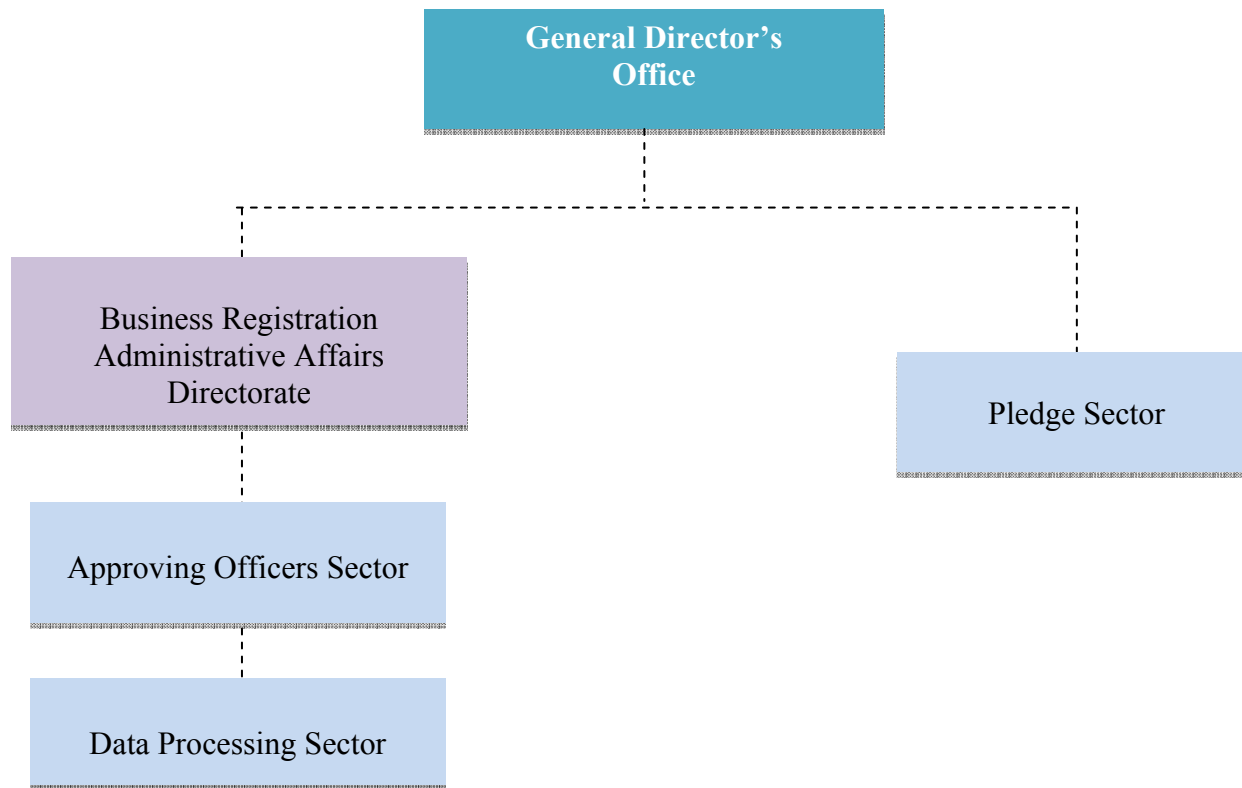 General Director’s
Office
Business Registration
Administrative Affairs
Directorate
Pledge Sector
Approving Officers Sector
Data Processing Sector